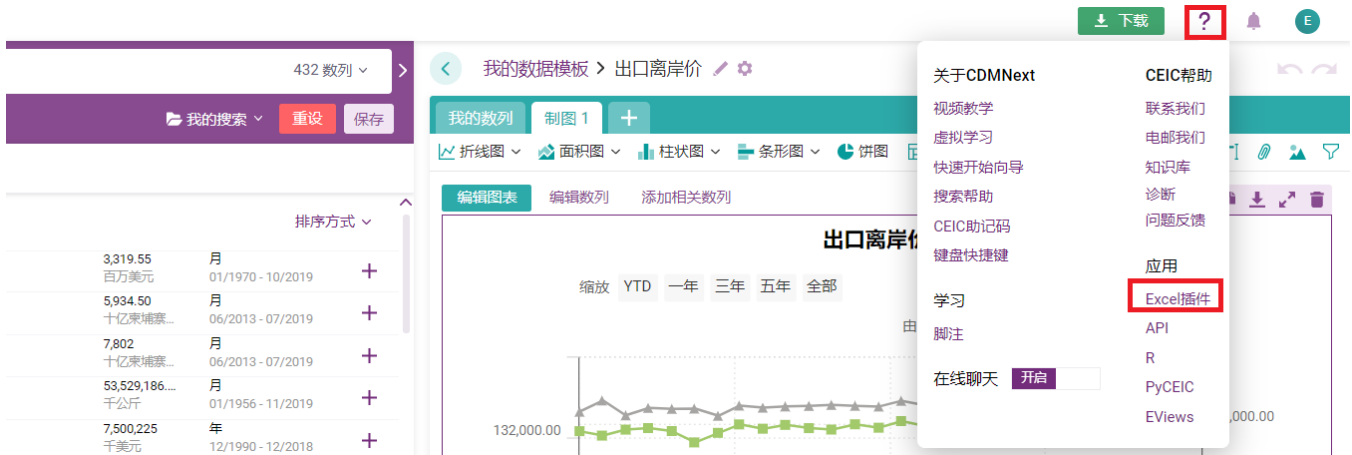 下载
?
E
432 数列
我的搜索
重设
保存
排序方式
3,319.55 月
百万美元 01/1970 - 10/2019
5,934.50 月
十亿柬埔寨... 06/2013 - 07/2019
7,802 月
十亿柬埔寨... 06/2013 - 07/2019
53,529,186.... 月
千公斤 01/1956 - 11/2019
7,500,225 年
千美元 12/1990 - 12/2018
我的数据模板 > 出口离岸价
我的数列 制图 1 +
折线图 面积图 柱状图 条形图 饼图
编辑图表 编辑数列 添加相关数列
出口离岸
缩放 YTD 一年 三年 五年 全部
由
132,000.00
,000.00
关于CDMNext
视频教学
虚拟学习
快速开始向导
搜索帮助
CEIC助记码
键盘快捷键
学习
脚注
在线聊天 开启
CEIC帮助
联系我们
电邮我们
知识库
诊断
问题反馈
应用
Excel插件
API
R
PyCEIC
EViews